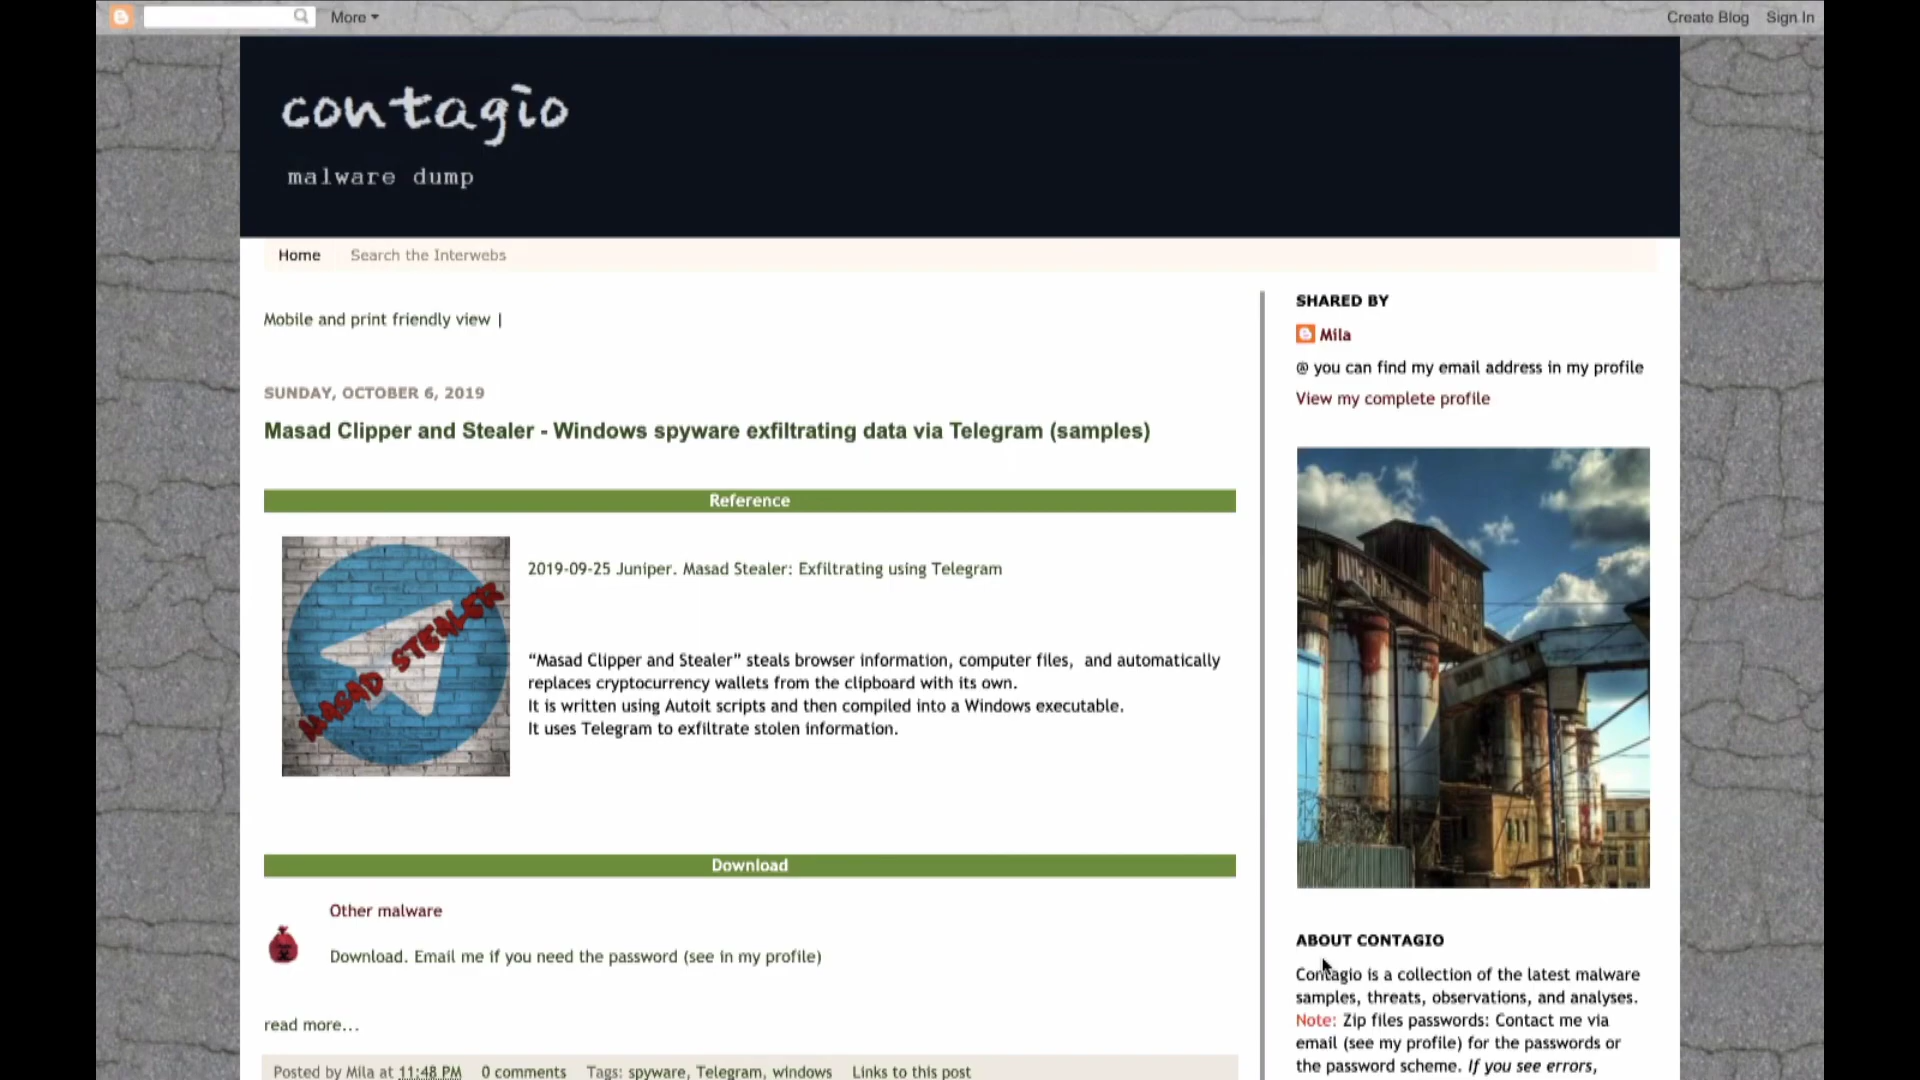 More
Create Blog Sign In
contagio
malware dump
Home Search the Interwebs
Mobile and print friendly view |
SUNDAY, OCTOBER 6, 2019
Masad Clipper and Stealer - Windows spyware exfiltrating data via Telegram (samples)
Reference
MASAD STEALER
2019-09-25 Juniper. Masad Stealer: Exfiltrating using Telegram
“Masad Clipper and Stealer” steals browser information, computer files, and automatically
replaces cryptocurrency wallets from the clipboard with its own.
It is written using Autoit scripts and then compiled into a Windows executable.
It uses Telegram to exfiltrate stolen information.
Download
Other malware
Download. Email me if you need the password (see in my profile)
read more...
Posted by Mila at 11:48 PM 0 comments Tags: spyware, Telegram, windows Links to this post
SHARED BY
Mila
@ you can find my email address in my profile
View my complete profile
ABOUT CONTAGIO
Contagio is a collection of the latest malware
samples, threats, observations, and analyses.
Note: Zip files passwords: Contact me via
email (see my profile) for the passwords or
the password scheme. If you see errors,